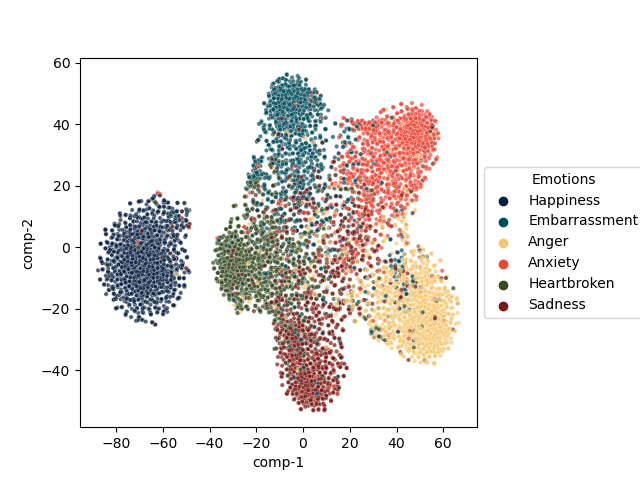 60
40
20
0
−20
−40
comp-2
−80
−60
−40
−20
0
20
40
60
comp-1
Emotions
Happiness
Embarrassment
Anger
Anxiety
Heartbroken
Sadness